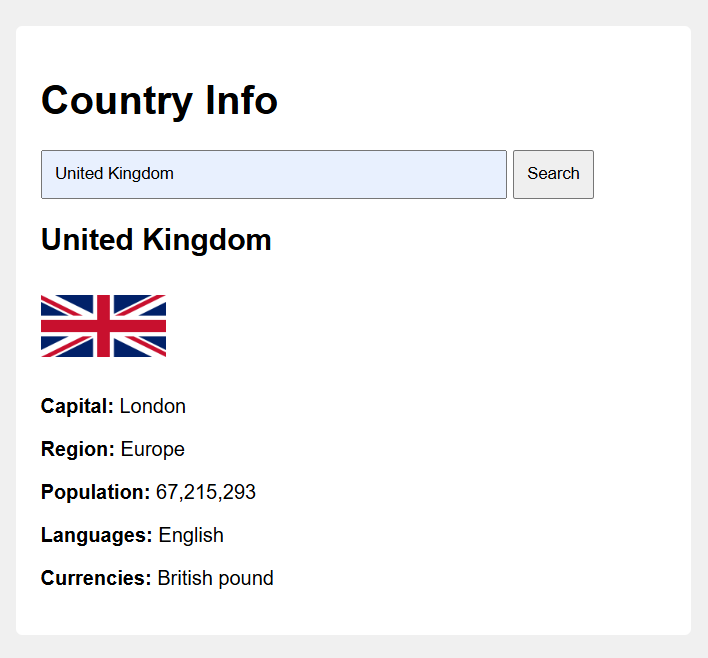 Country Info
United Kingdom Search
United Kingdom
Capital: London
Region: Europe
Population: 67,215,293
Languages: English
Currencies: British pound